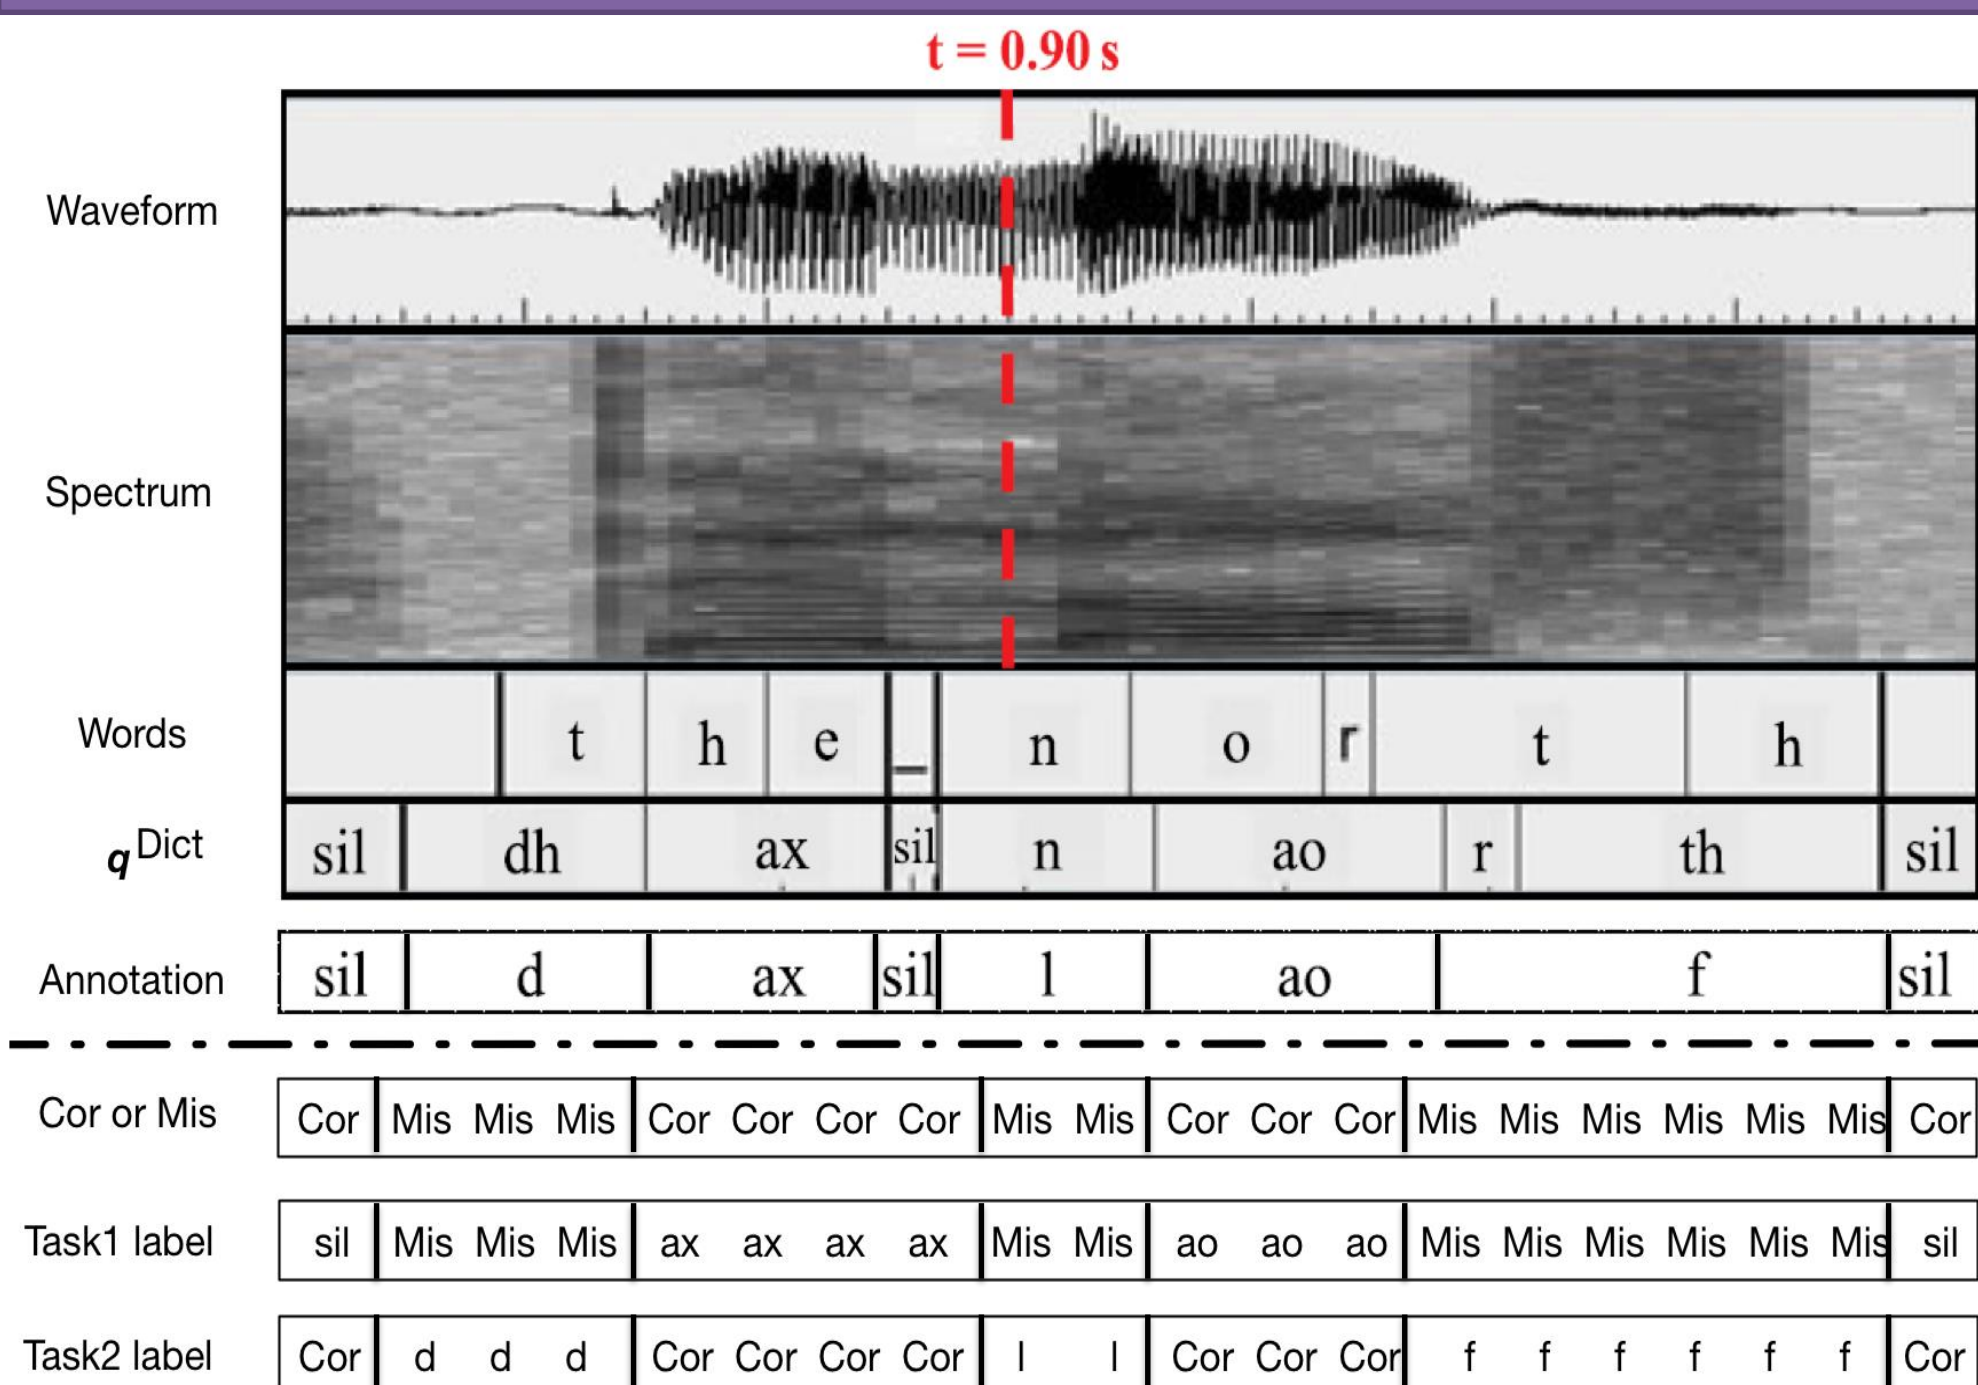 t = 0.90 s
Waveform
Spectrum
Words t h e _ n o r t h
q Dict sil dh ax sil n ao r th sil
Annotation sil d ax sil l ao f sil
Cor or Mis Cor Mis Mis Mis Cor Cor Cor Cor Mis Mis Cor Cor Cor Mis Mis Mis Mis Mis Mis Cor
Task1 label sil Mis Mis Mis ax ax ax ax Mis Mis ao ao ao Mis Mis Mis Mis Mis Mis sil
Task2 label Cor d d d Cor Cor Cor Cor l l Cor Cor Cor f f f f f f Cor